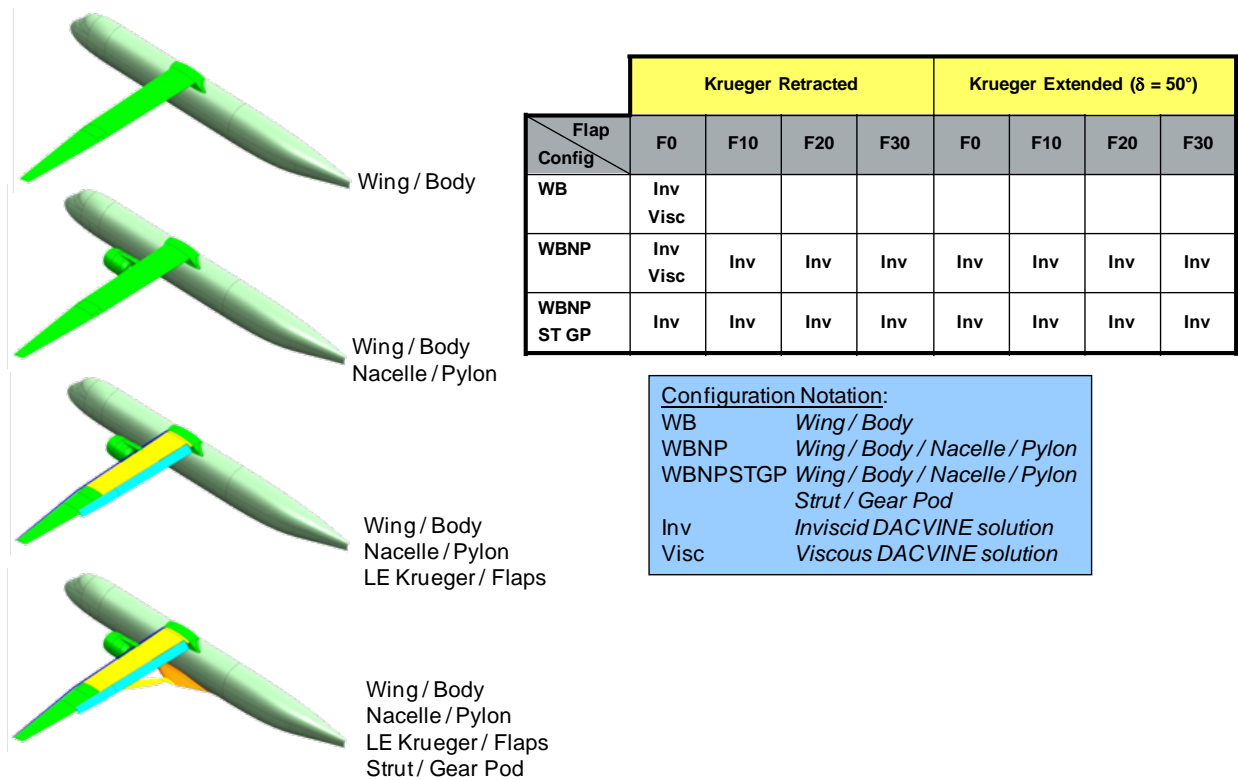 Wing / Body
Wing / Body
Nacelle / Pylon
Wing / Body
Nacelle / Pylon
LE Krueger / Flaps
Wing / Body
Nacelle / Pylon
LE Krueger / Flaps
Strut / Gear Pod
Krueger Retracted Krueger Extended (δ = 50°)
Flap
Config F0 F10 F20 F30 F0 F10 F20 F30
WB Inv
Visc
WBNP Inv Inv Inv Inv Inv Inv Inv Inv
Visc
WBNP
ST GP Inv Inv Inv Inv Inv Inv Inv Inv
Configuration Notation:
WB Wing / Body
WBNP Wing / Body / Nacelle / Pylon
WBNPSTGP Wing / Body / Nacelle / Pylon
Strut / Gear Pod
Inv Inviscid DACVINE solution
Visc Viscous DACVINE solution